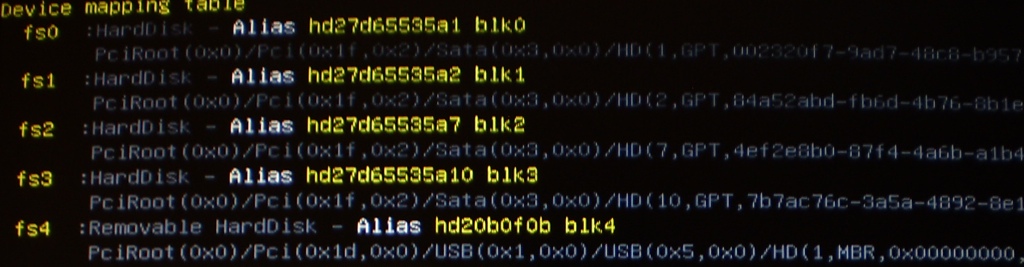 Device mapping table
fs0 :HardDisk - Alias hd27d65535a1 blk0
PciRoot(0x0)/Pci(0x1f,0x2)/Sata(0x3,0x0)/HD(1,GPT,002320f7-9ad7-48c8-b957
fs1 :HardDisk - Alias hd27d65535a2 blk1
PciRoot(0x0)/Pci(0x1f,0x2)/Sata(0x3,0x0)/HD(2,GPT,84a52abd-fb6d-4b76-8b1e
fs2 :HardDisk - Alias hd27d65535a7 blk2
PciRoot(0x0)/Pci(0x1f,0x2)/Sata(0x3,0x0)/HD(7,GPT,4ef2e8b0-87f4-4a6b-a1b4
fs3 :HardDisk - Alias hd27d65535a10 blk3
PciRoot(0x0)/Pci(0x1f,0x2)/Sata(0x3,0x0)/HD(10,GPT,7b7ac76c-3a5a-4892-8e1
fs4 :Removable HardDisk - Alias hd20b0f0b blk4
PciRoot(0x0)/Pci(0x1d,0x0)/USB(0x1,0x0)/USB(0x5,0x0)/HD(1,MBR,0x00000000,